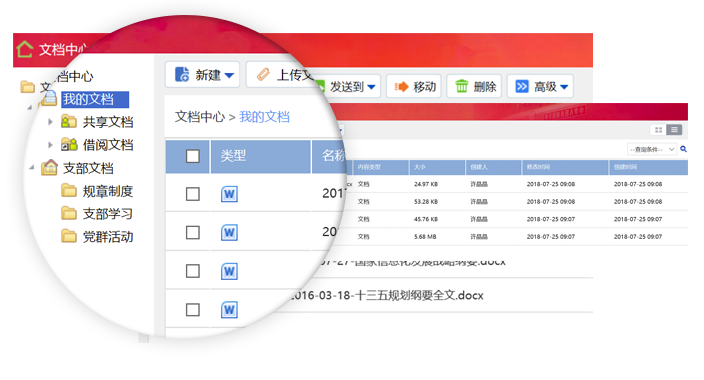 文档中心
文档中心
我的文档
共享文档
借阅文档
支部文档
规章制度
支部学习
党群活动
新建 上传文 发送到 移动 删除 高级
文档中心 > 我的文档
--查询条件--
类型 名称
内容类型 大小 创建人 修改时间 创建时间
文档 24.97 KB 许晶晶 2018-07-25 09:08 2018-07-25 09:08
文档 53.28 KB 许晶晶 2018-07-25 09:08 2018-07-25 09:08
文档 45.76 KB 许晶晶 2018-07-25 09:07 2018-07-25 09:07
文档 5.68 MB 许晶晶 2018-07-25 09:07 2018-07-25 09:07
07-27-国家信息化发展战略纲要.docx
2016-03-18-十三五规划纲要全文.docx